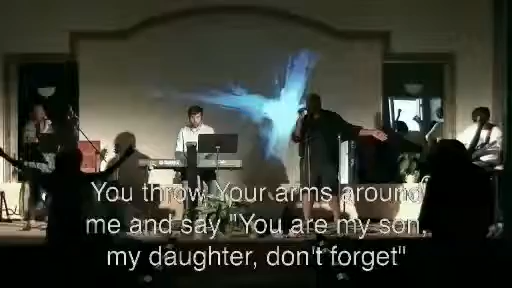 You throw Your arms around
me and say "You are my son,
my daughter, don't forget"